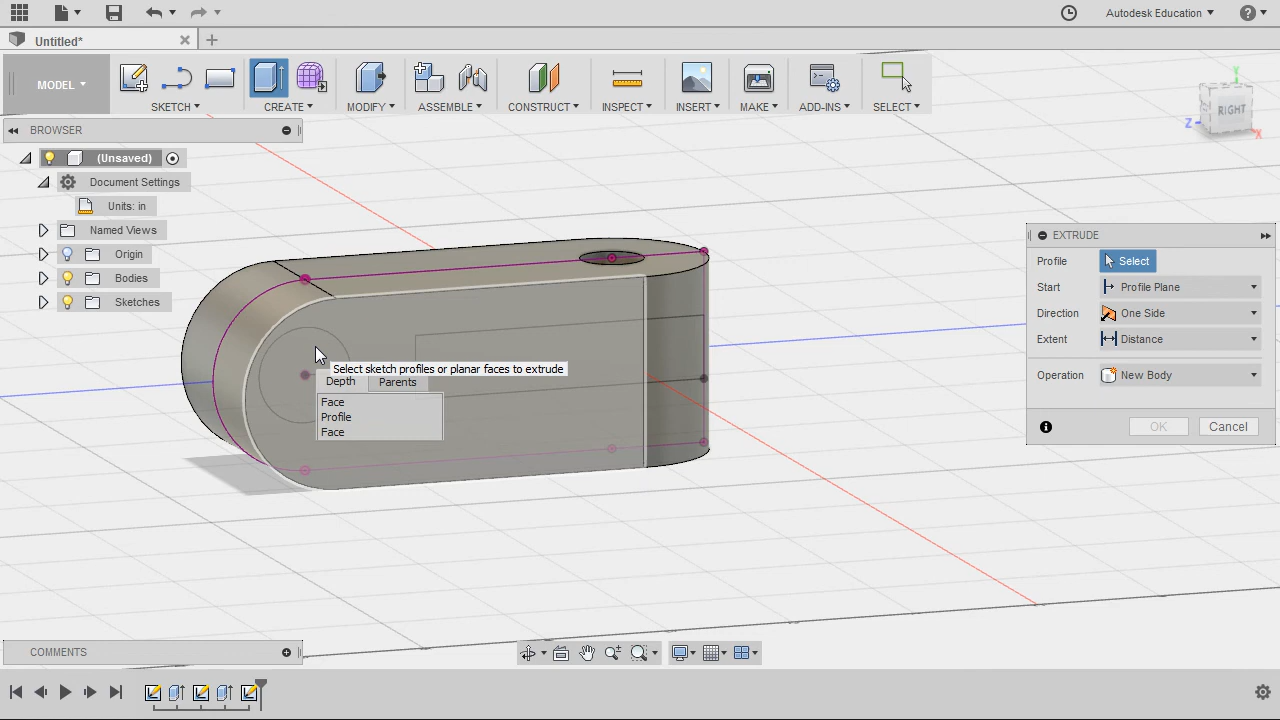 Autodesk Education
Untitled*
MODEL
SKETCH
CREATE
MODIFY
ASSEMBLE
CONSTRUCT
INSPECT
INSERT
MAKE
ADD-INS
SELECT
RIGHT
Y
Z
X
BROWSER
(Unsaved)
Document Settings
Units: in
Named Views
Origin
Bodies
Sketches
EXTRUDE
Profile Select
Start Profile Plane
Direction One Side
Extent Distance
Operation New Body
OK Cancel
Select sketch profiles or planar faces to extrude
Depth Parents
Face
Profile
Face
COMMENTS